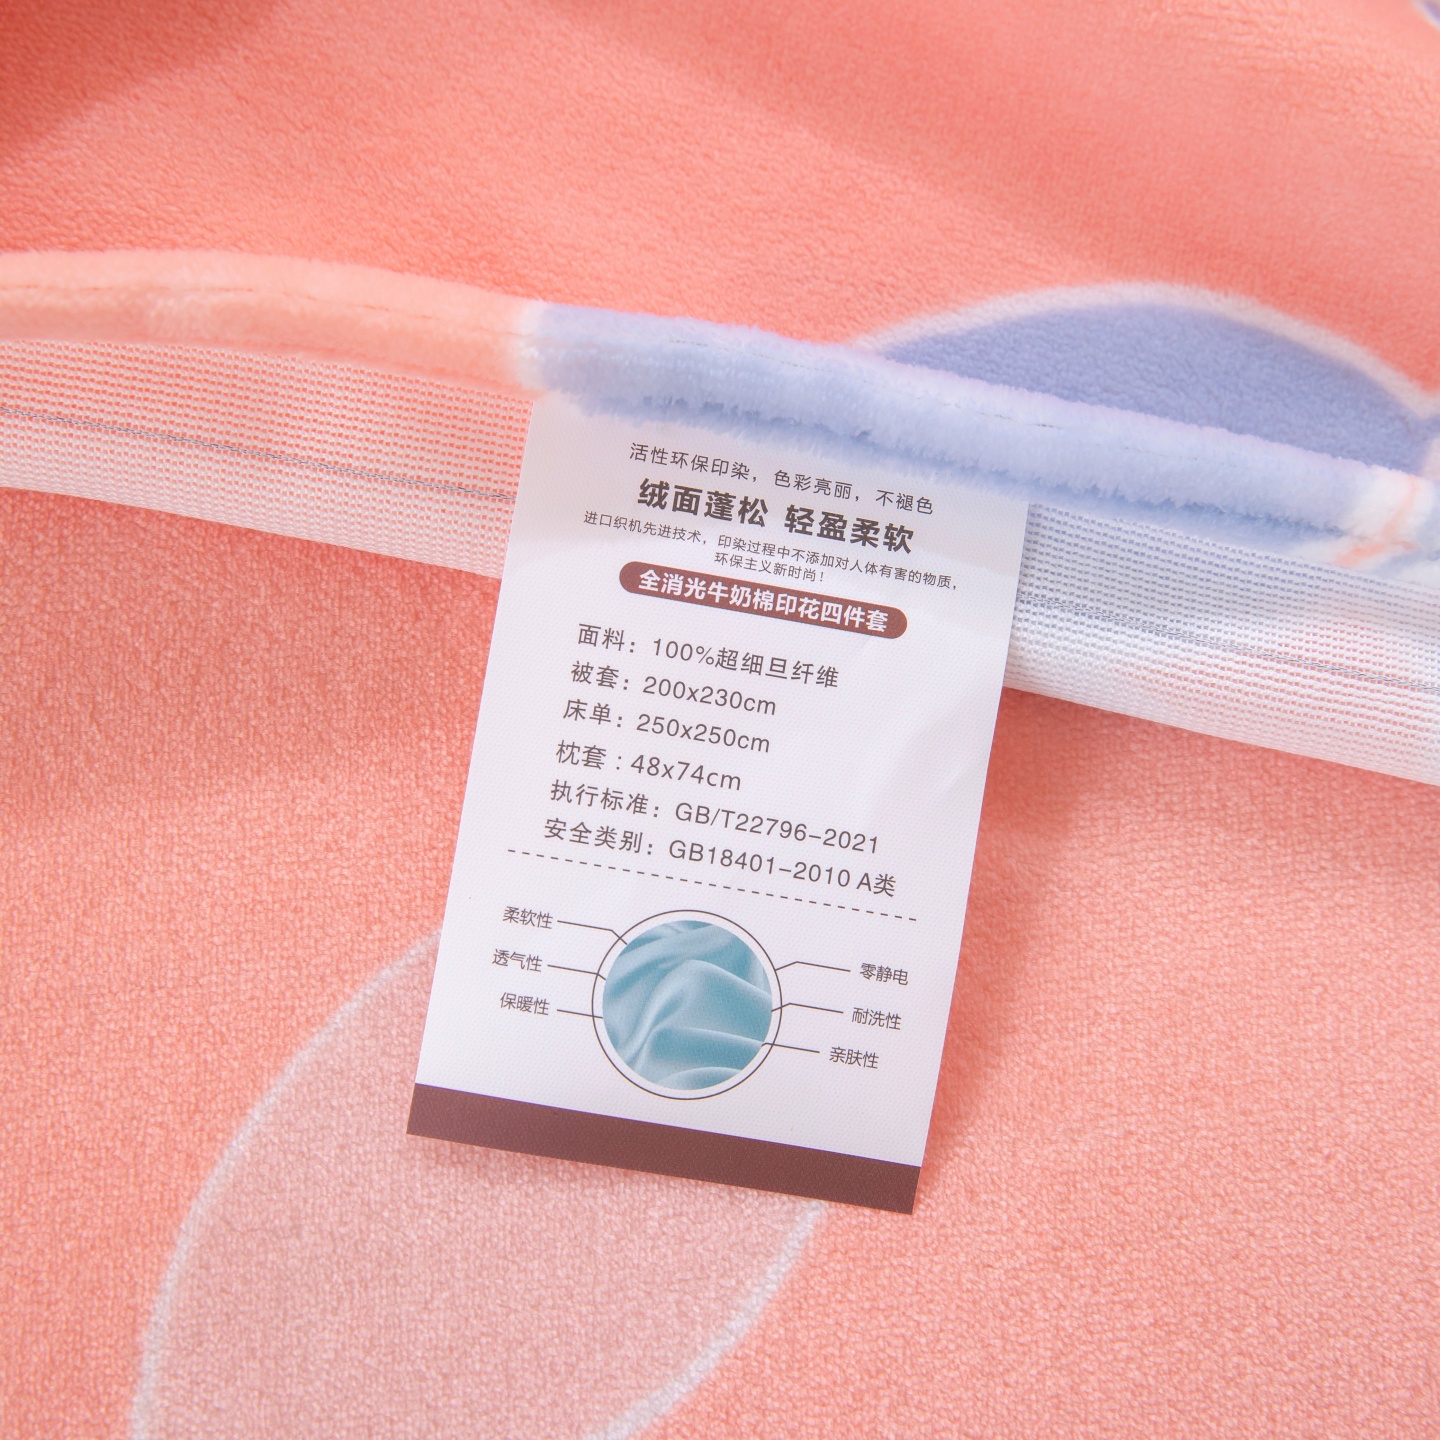 活性环保印染，色彩亮丽，不褪色
绒面蓬松 轻盈柔软
进口织机先进技术，印染过程中不添加对人体有害的物质，
环保主义新时尚！
全消光牛奶棉印花四件套
面料：100%超细旦纤维
被套：200x230cm
床单：250x250cm
枕套：48x74cm
执行标准：GB/T22796-2021
安全类别：GB18401-2010 A类
柔软性
透气性
保暖性
零静电
耐洗性
亲肤性